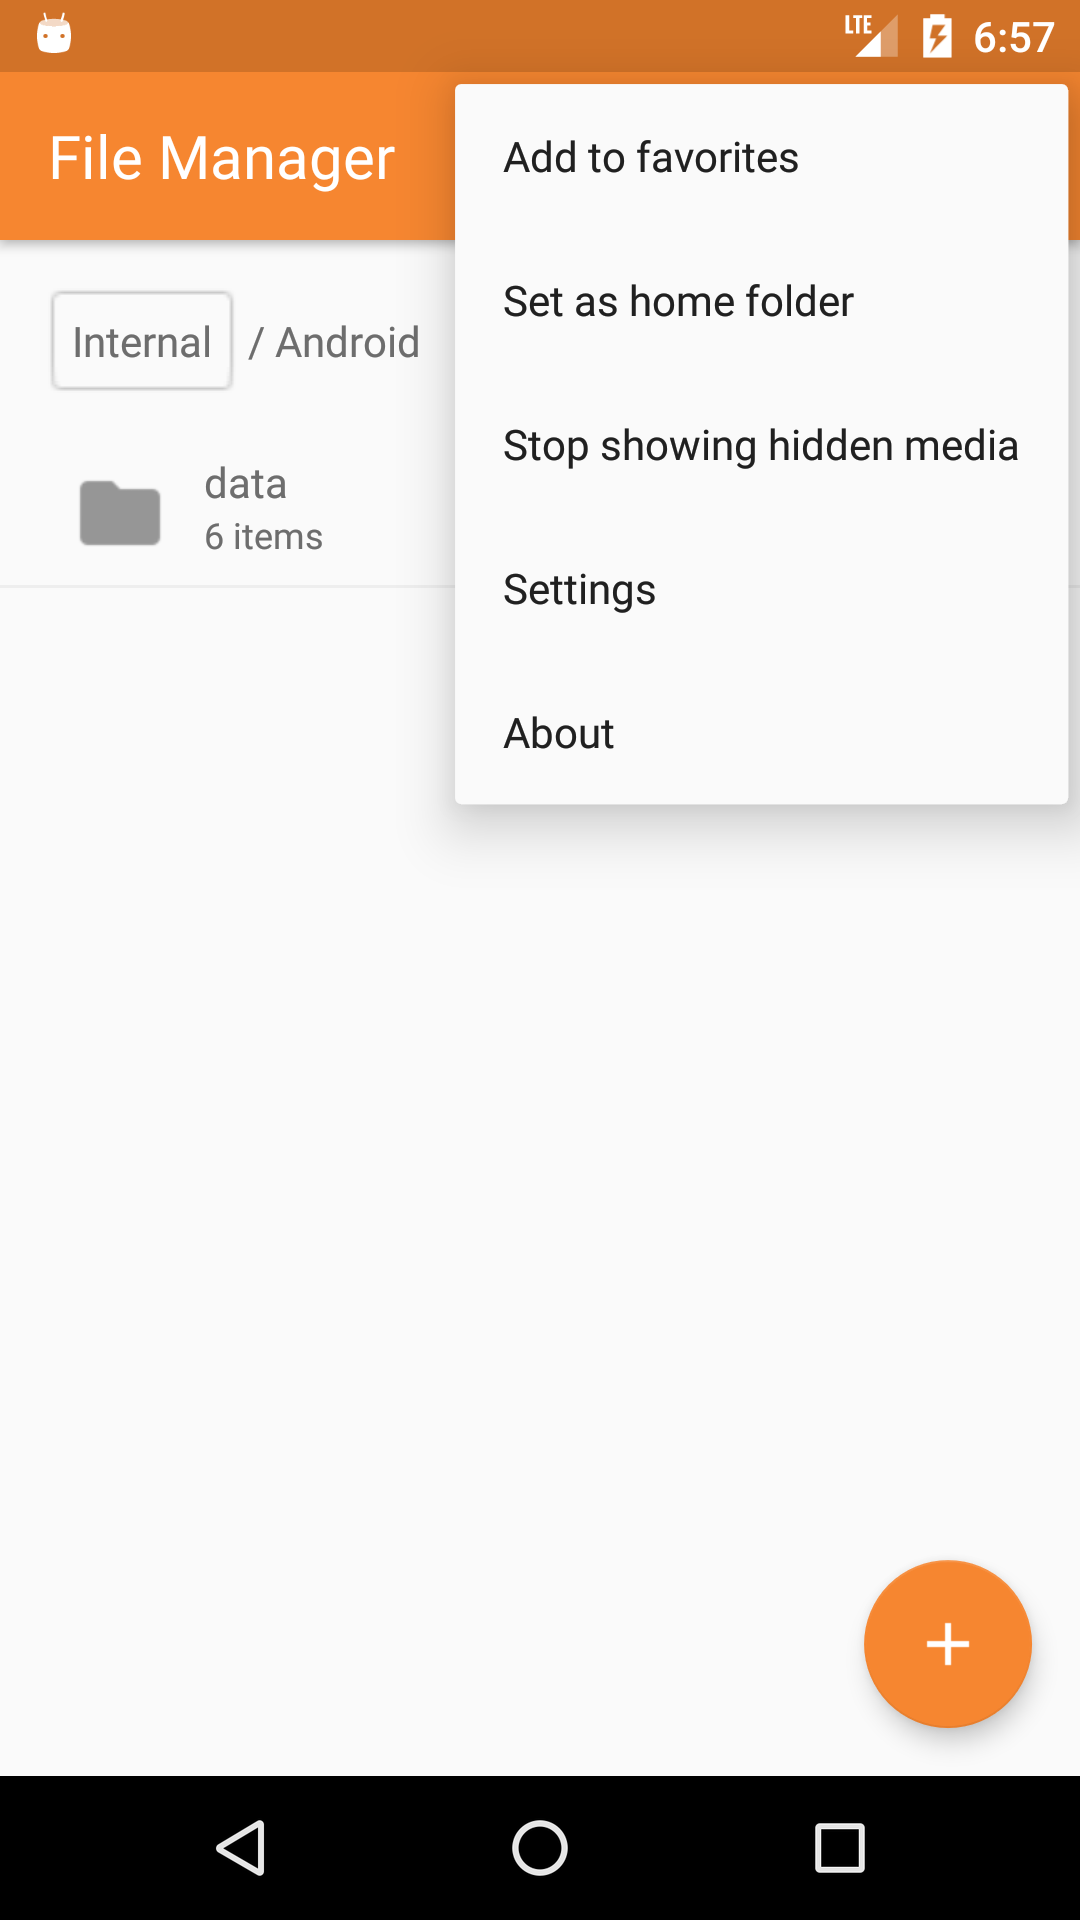 LTE 6:57
File Manager
Add to favorites
Set as home folder
Internal / Android
Stop showing hidden media
data
6 items
Settings
About